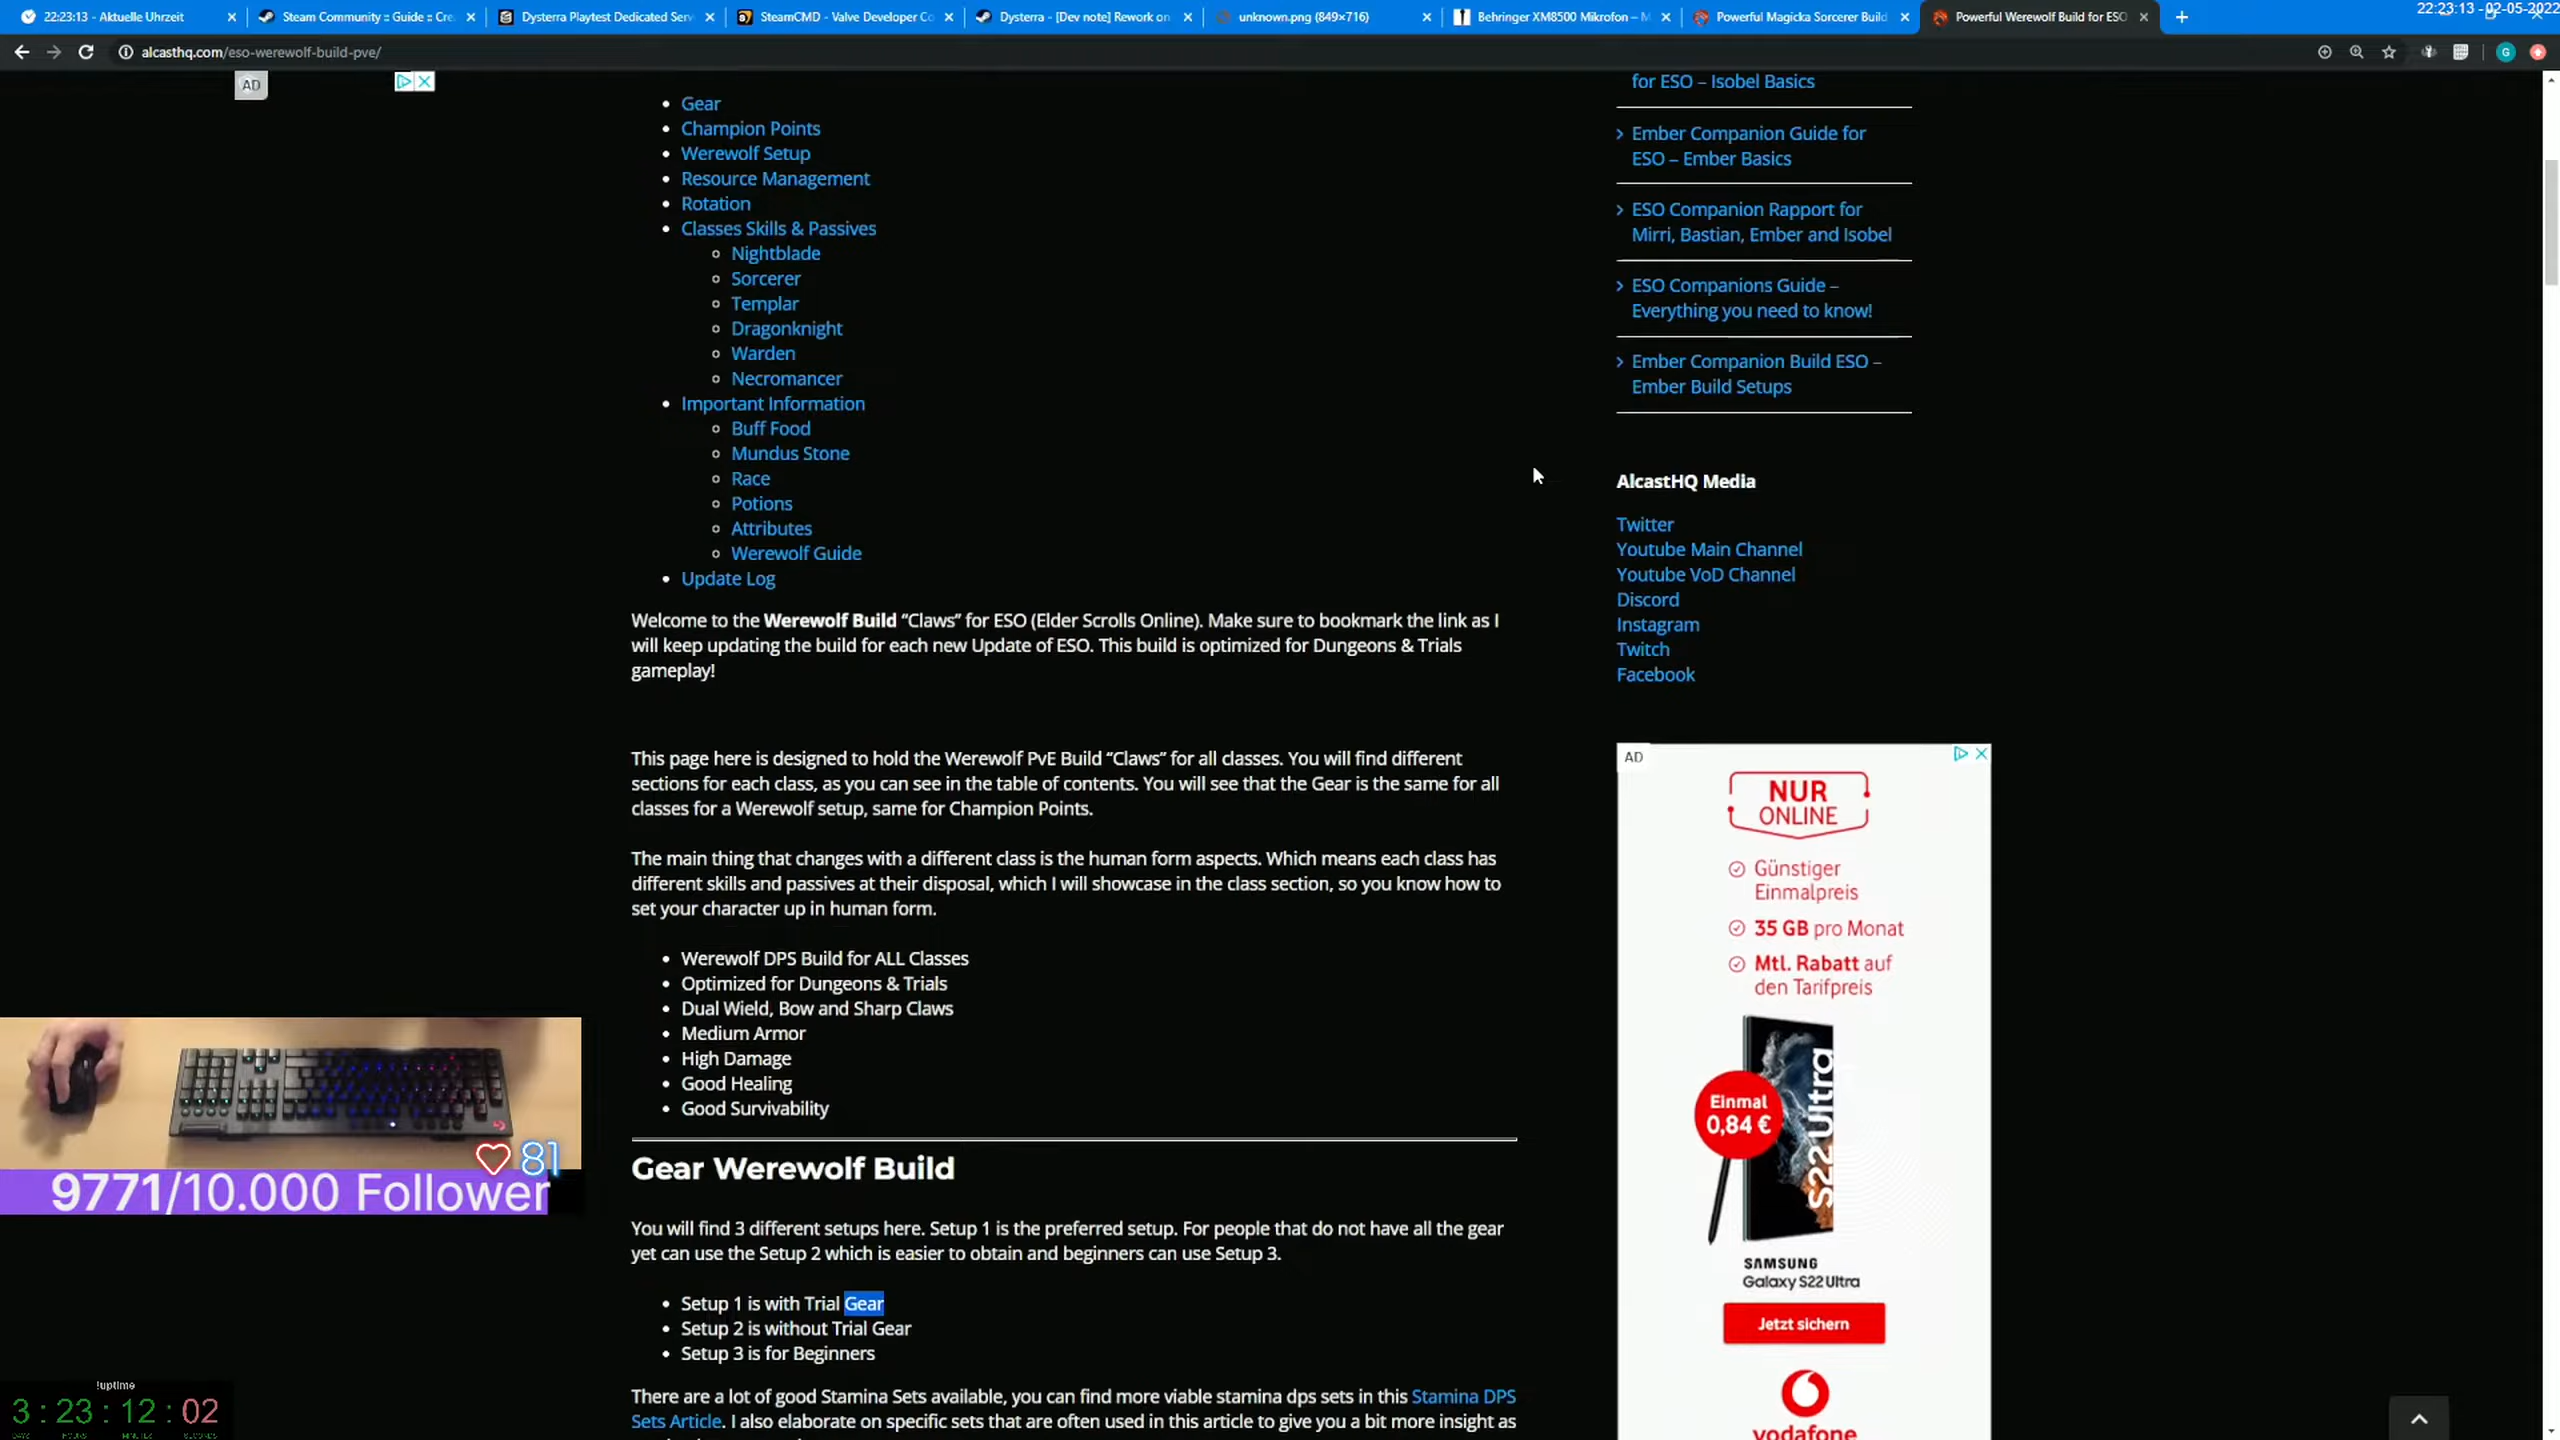 22:23:13 - Aktuelle Uhrzeit
Steam Community :: Guide :: Cre
Dysterra Playtest Dedicated Serv
SteamCMD - Valve Developer Co
Dysterra - [Dev note] Rework on
unknown.png (849×716)
Behringer XM8500 Mikrofon – M
Powerful Magicka Sorcerer Build
Powerful Werewolf Build for ESO
22:23:13 - 02-05-2022
alcasthq.com/eso-werewolf-build-pve/
G
AD
Gear
Champion Points
Werewolf Setup
Resource Management
Rotation
Classes Skills & Passives
Nightblade
Sorcerer
Templar
Dragonknight
Warden
Necromancer
Important Information
Buff Food
Mundus Stone
Race
Potions
Attributes
Werewolf Guide
Update Log
Welcome to the Werewolf Build “Claws” for ESO (Elder Scrolls Online). Make sure to bookmark the link as I
will keep updating the build for each new Update of ESO. This build is optimized for Dungeons & Trials
gameplay!
This page here is designed to hold the Werewolf PvE Build “Claws” for all classes. You will find different
sections for each class, as you can see in the table of contents. You will see that the Gear is the same for all
classes for a Werewolf setup, same for Champion Points.
The main thing that changes with a different class is the human form aspects. Which means each class has
different skills and passives at their disposal, which I will showcase in the class section, so you know how to
set your character up in human form.
Werewolf DPS Build for ALL Classes
Optimized for Dungeons & Trials
Dual Wield, Bow and Sharp Claws
Medium Armor
High Damage
Good Healing
Good Survivability
Gear Werewolf Build
You will find 3 different setups here. Setup 1 is the preferred setup. For people that do not have all the gear
yet can use the Setup 2 which is easier to obtain and beginners can use Setup 3.
Setup 1 is with Trial Gear
Setup 2 is without Trial Gear
Setup 3 is for Beginners
There are a lot of good Stamina Sets available, you can find more viable stamina dps sets in this Stamina DPS
Sets Article. I also elaborate on specific sets that are often used in this article to give you a bit more insight as
for ESO – Isobel Basics
Ember Companion Guide for
ESO – Ember Basics
ESO Companion Rapport for
Mirri, Bastian, Ember and Isobel
ESO Companions Guide –
Everything you need to know!
Ember Companion Build ESO –
Ember Build Setups
AlcastHQ Media
Twitter
Youtube Main Channel
Youtube VoD Channel
Discord
Instagram
Twitch
Facebook
AD
NUR
ONLINE
Günstiger
Einmalpreis
35 GB pro Monat
Mtl. Rabatt auf
den Tarifpreis
Einmal
0,84 €
S22 Ultra
SAMSUNG
Galaxy S22 Ultra
Jetzt sichern
vodafone
81
9771/10.000 Follower
!uptime
3 : 23 : 12 : 02
DAYS HOURS MINUTES SECONDS